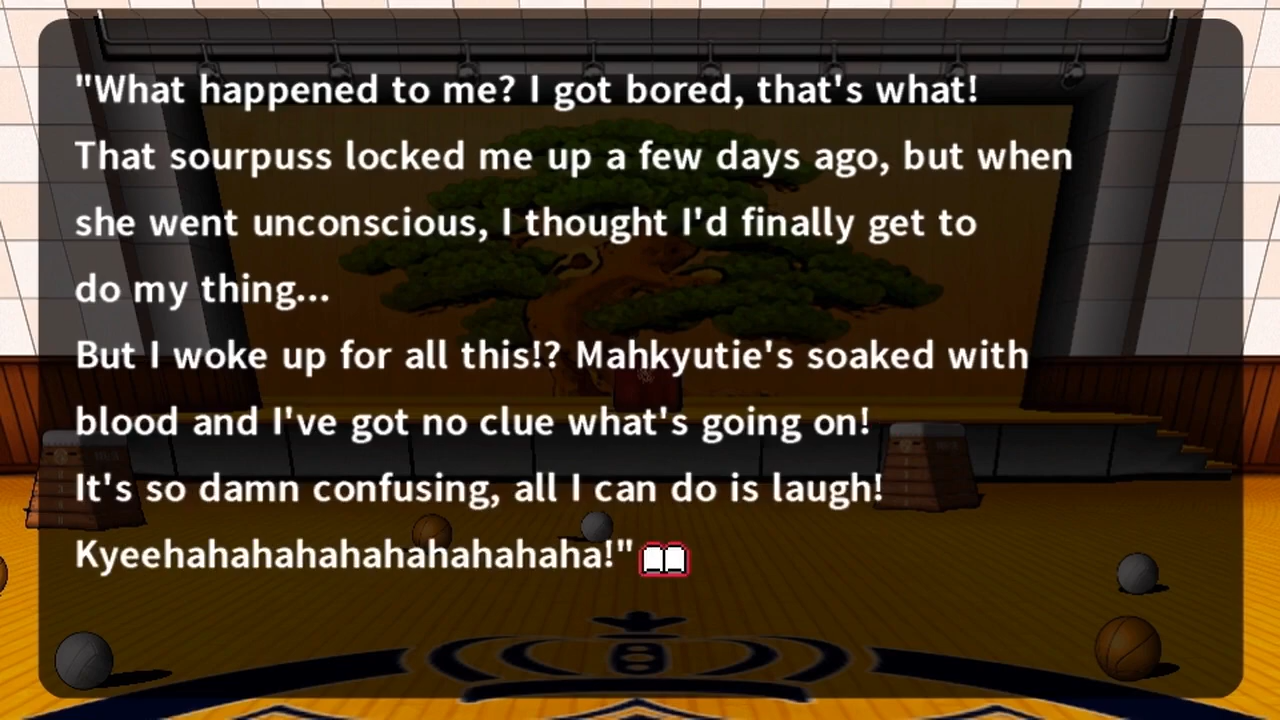 "What happened to me? I got bored, that's what!
That sourpuss locked me up a few days ago, but when
she went unconscious, I thought I'd finally get to
do my thing...
But I woke up for all this!? Mahkyutie's soaked with
blood and I've got no clue what's going on!
It's so damn confusing, all I can do is laugh!
Kyeehahahahahahahahahaha!"